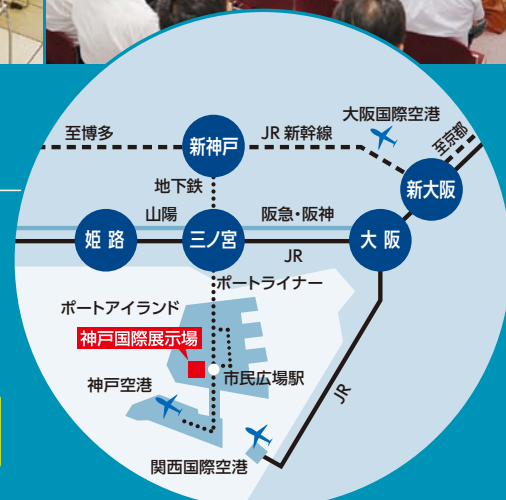 大阪国際空港
至博多
JR 新幹線
至京都
新神戸
新大阪
地下鉄
山陽
阪急・阪神
姫路
三ノ宮
大阪
JR
ポートライナー
ポートアイランド
神戸国際展示場
市民広場駅
神戸空港
JR
関西国際空港